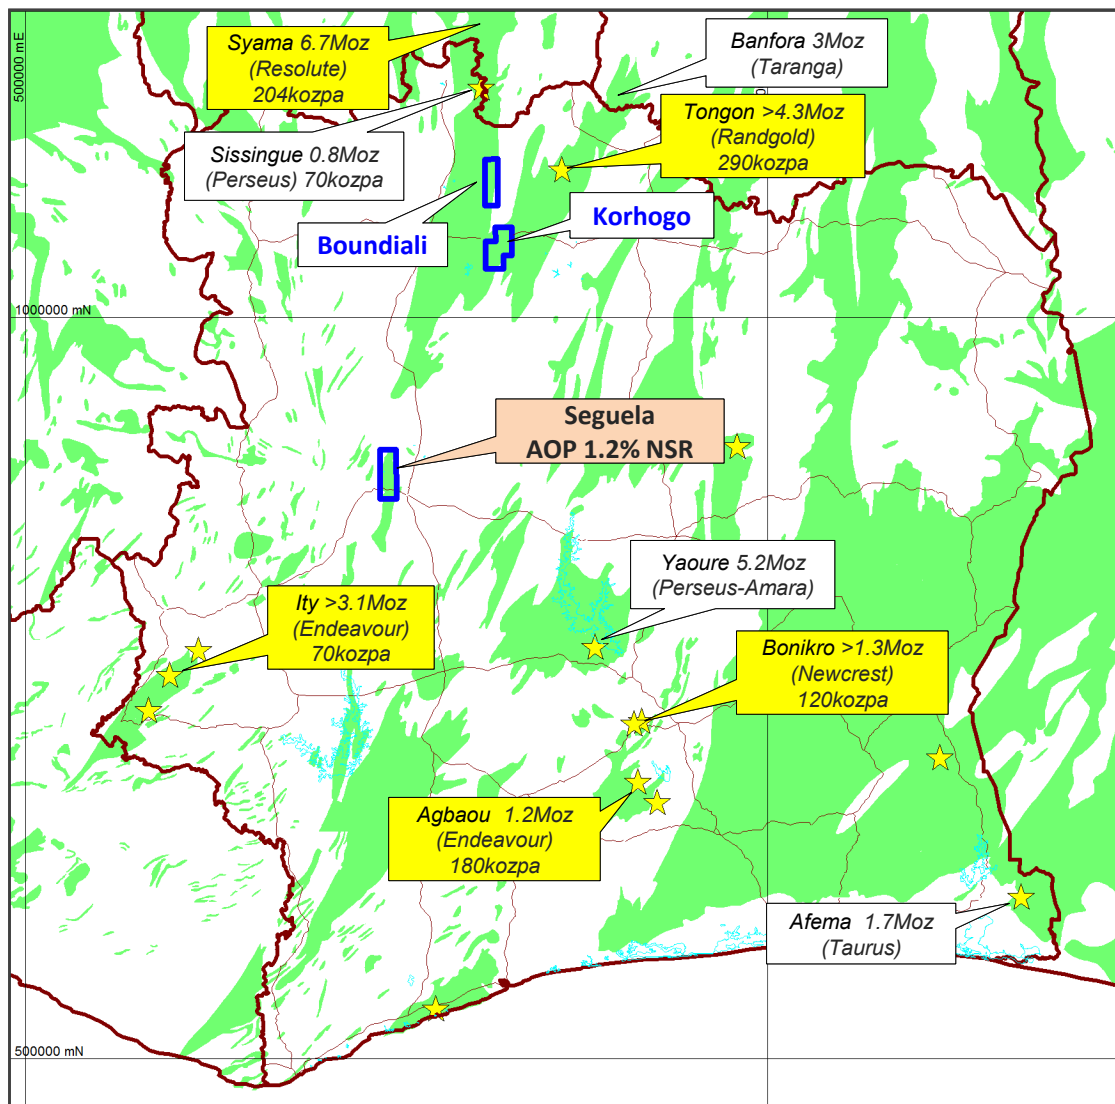 500000 mE
Syama 6.7Moz
(Resolute)
204kozpa
Banfora 3Moz
(Taranga)
Tongon >4.3Moz
(Randgold)
290kozpa
Sissingue 0.8Moz
(Perseus) 70kozpa
Boundiali
Korhogo
1000000 mN
Seguela
AOP 1.2% NSR
Yaoure 5.2Moz
(Perseus-Amara)
Ity >3.1Moz
(Endeavour)
70kozpa
Bonikro >1.3Moz
(Newcrest)
120kozpa
Agbaou 1.2Moz
(Endeavour)
180kozpa
Afema 1.7Moz
(Taurus)
500000 mN